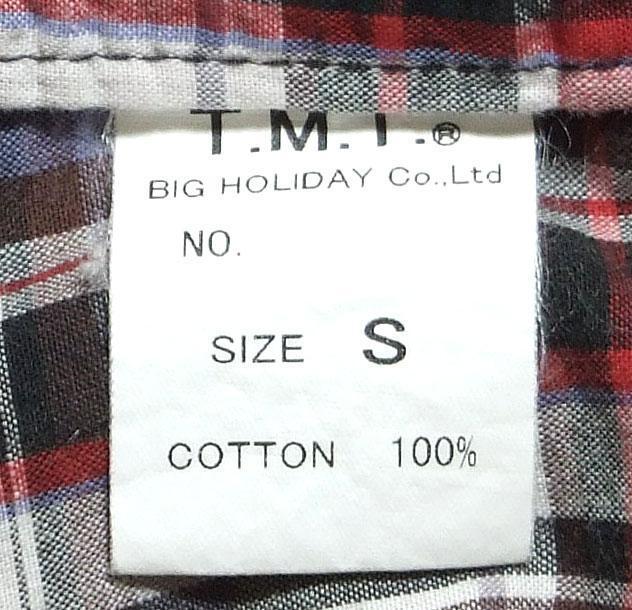 T.M.T.®
BIG HOLIDAY Co.,Ltd
NO.
SIZE S
COTTON 100%